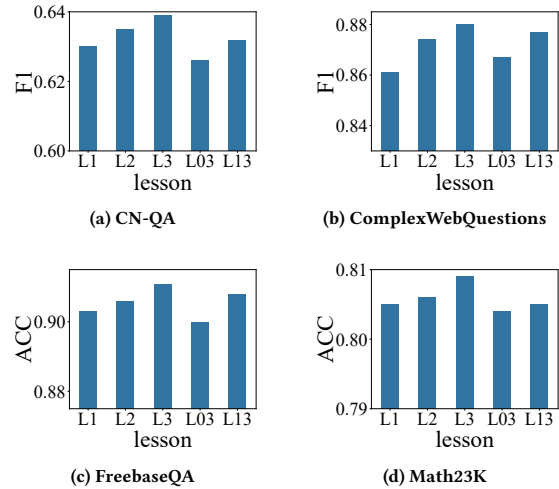 0.64
0.62
0.60
F1
L1 L2 L3 L03 L13
lesson
(a) CN-QA
0.88
0.86
0.84
F1
L1 L2 L3 L03 L13
lesson
(b) ComplexWebQuestions
0.90
0.88
ACC
L1 L2 L3 L03 L13
lesson
(c) FreebaseQA
0.81
0.80
0.79
ACC
L1 L2 L3 L03 L13
lesson
(d) Math23K